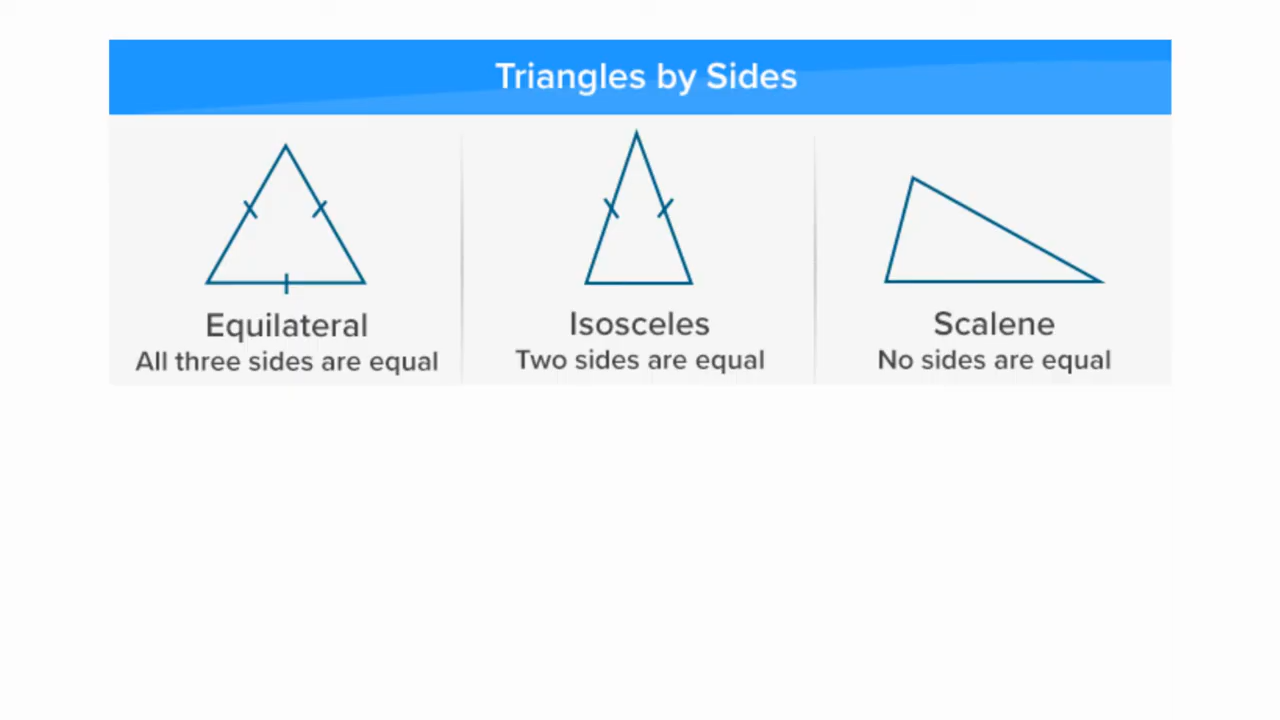 Triangles by Sides
Equilateral
All three sides are equal
Isosceles
Two sides are equal
Scalene
No sides are equal